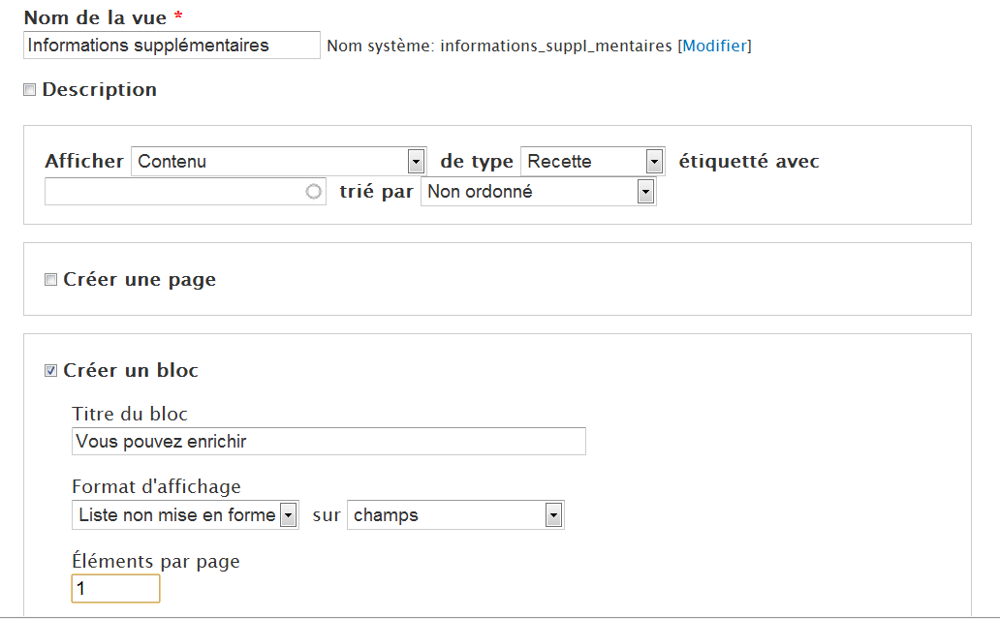 Nom de la vue *
Informations supplémentaires Nom système: informations_suppl_mentaires [Modifier]
Description
Afficher Contenu de type Recette étiquetté avec
trié par Non ordonné
Créer une page
Créer un bloc
Titre du bloc
Vous pouvez enrichir
Format d'affichage
Liste non mise en forme sur champs
Éléments par page
1